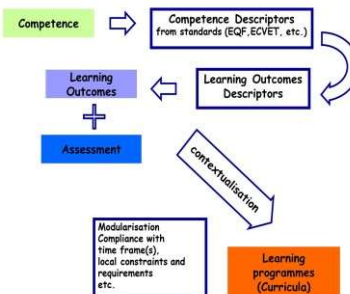 Competence
Competence Descriptors
from standards (EQF,ECVET, etc.)
Learning
Outcomes
Learning Outcomes
Descriptors
Assessment
contextualisation
Modularisation
Compliance with
time frame(s),
local constraints and
requirements
etc.
Learning
programmes
(Curricula)